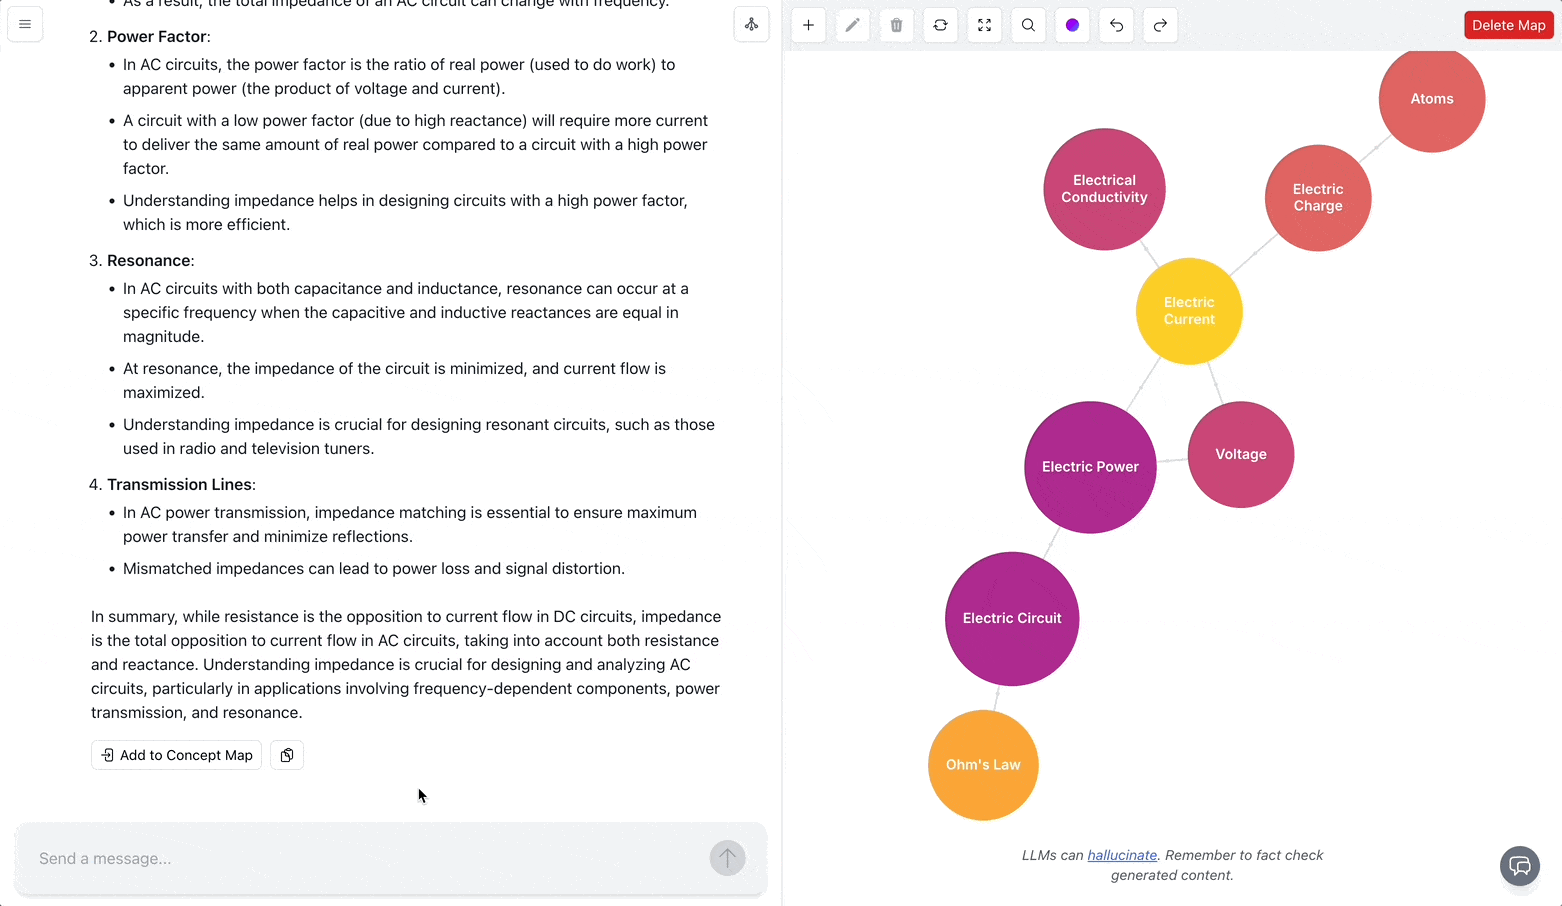 • As a result, the total impedance of an AC circuit can change with frequency.
2. Power Factor:
• In AC circuits, the power factor is the ratio of real power (used to do work) to
apparent power (the product of voltage and current).
• A circuit with a low power factor (due to high reactance) will require more current
to deliver the same amount of real power compared to a circuit with a high power
factor.
• Understanding impedance helps in designing circuits with a high power factor,
which is more efficient.
3. Resonance:
• In AC circuits with both capacitance and inductance, resonance can occur at a
specific frequency when the capacitive and inductive reactances are equal in
magnitude.
• At resonance, the impedance of the circuit is minimized, and current flow is
maximized.
• Understanding impedance is crucial for designing resonant circuits, such as those
used in radio and television tuners.
4. Transmission Lines:
• In AC power transmission, impedance matching is essential to ensure maximum
power transfer and minimize reflections.
• Mismatched impedances can lead to power loss and signal distortion.
In summary, while resistance is the opposition to current flow in DC circuits, impedance
is the total opposition to current flow in AC circuits, taking into account both resistance
and reactance. Understanding impedance is crucial for designing and analyzing AC
circuits, particularly in applications involving frequency-dependent components, power
transmission, and resonance.
Add to Concept Map
Send a message...
Delete Map
Atoms
Electrical
Conductivity
Electric
Charge
Electric
Current
Electric Power
Voltage
Electric Circuit
Ohm's Law
LLMs can hallucinate. Remember to fact check
generated content.